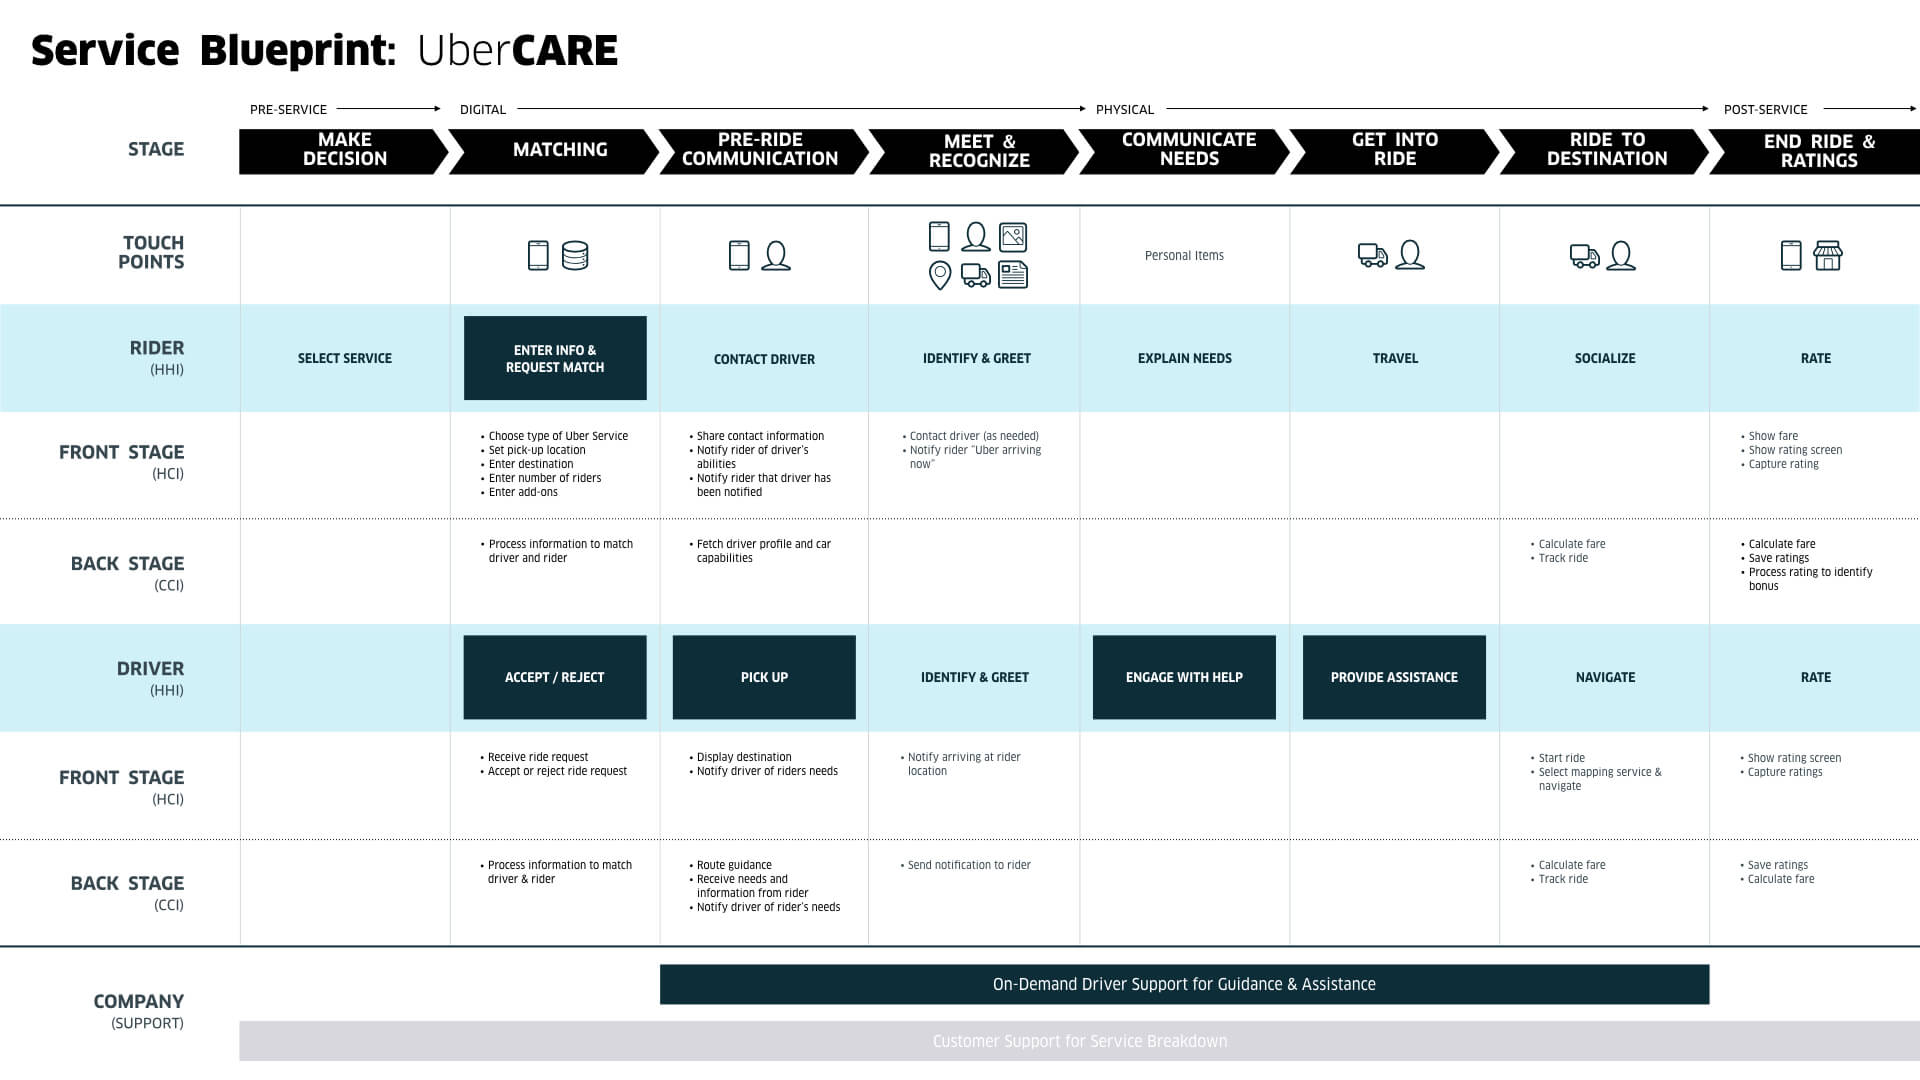 Service Blueprint: UberCARE
PRE-SERVICE
DIGITAL
PHYSICAL
POST-SERVICE
STAGE
MAKE
DECISION
MATCHING
PRE-RIDE
COMMUNICATION
MEET &
RECOGNIZE
COMMUNICATE
NEEDS
GET INTO
RIDE
RIDE TO
DESTINATION
END RIDE &
RATINGS
TOUCH
POINTS
Personal Items
RIDER
(HHI)
SELECT SERVICE
ENTER INFO &
REQUEST MATCH
CONTACT DRIVER
IDENTIFY & GREET
EXPLAIN NEEDS
TRAVEL
SOCIALIZE
RATE
FRONT STAGE
(HCI)
• Choose type of Uber Service
• Set pick-up location
• Enter destination
• Enter number of riders
• Enter add-ons
• Share contact information
• Notify rider of driver's
abilities
• Notify rider that driver has
been notified
• Contact driver (as needed)
• Notify rider "Uber arriving
now"
• Show fare
• Show rating screen
• Capture rating
BACK STAGE
(CCI)
• Process information to match
driver and rider
• Fetch driver profile and car
capabilities
• Calculate fare
• Track ride
• Calculate fare
• Save ratings
• Process rating to identify
bonus
DRIVER
(HHI)
ACCEPT / REJECT
PICK UP
IDENTIFY & GREET
ENGAGE WITH HELP
PROVIDE ASSISTANCE
NAVIGATE
RATE
FRONT STAGE
(HCI)
• Receive ride request
• Accept or reject ride request
• Display destination
• Notify driver of riders needs
• Notify arriving at rider
location
• Start ride
• Select mapping service &
navigate
• Show rating screen
• Capture ratings
BACK STAGE
(CCI)
• Process information to match
driver & rider
• Route guidance
• Receive needs and
information from rider
• Notify driver of rider's needs
• Send notification to rider
• Calculate fare
• Track ride
• Save ratings
• Calculate fare
COMPANY
(SUPPORT)
On-Demand Driver Support for Guidance & Assistance
Customer Support for Service Breakdown